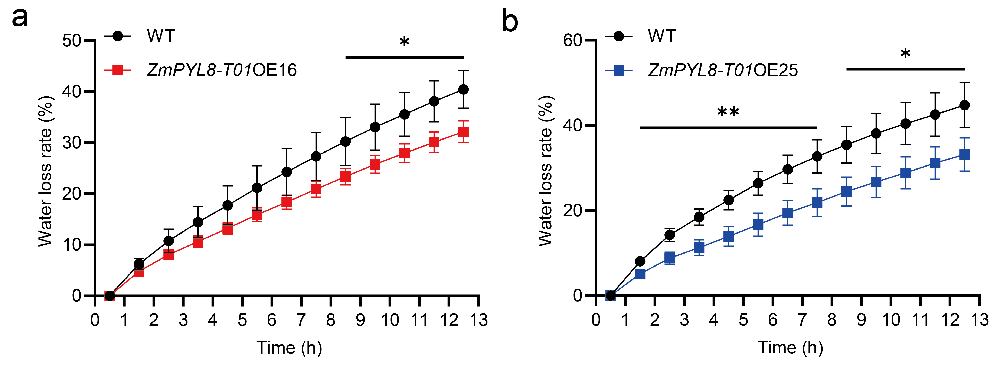 a
WT
ZmPYL8-T01OE16
*
50
40
30
20
10
0
Water loss rate (%)
0 1 2 3 4 5 6 7 8 9 10 11 12 13
Time (h)
b
WT
ZmPYL8-T01OE25
*
**
60
40
20
0
Water loss rate (%)
0 1 2 3 4 5 6 7 8 9 10 11 12 13
Time (h)